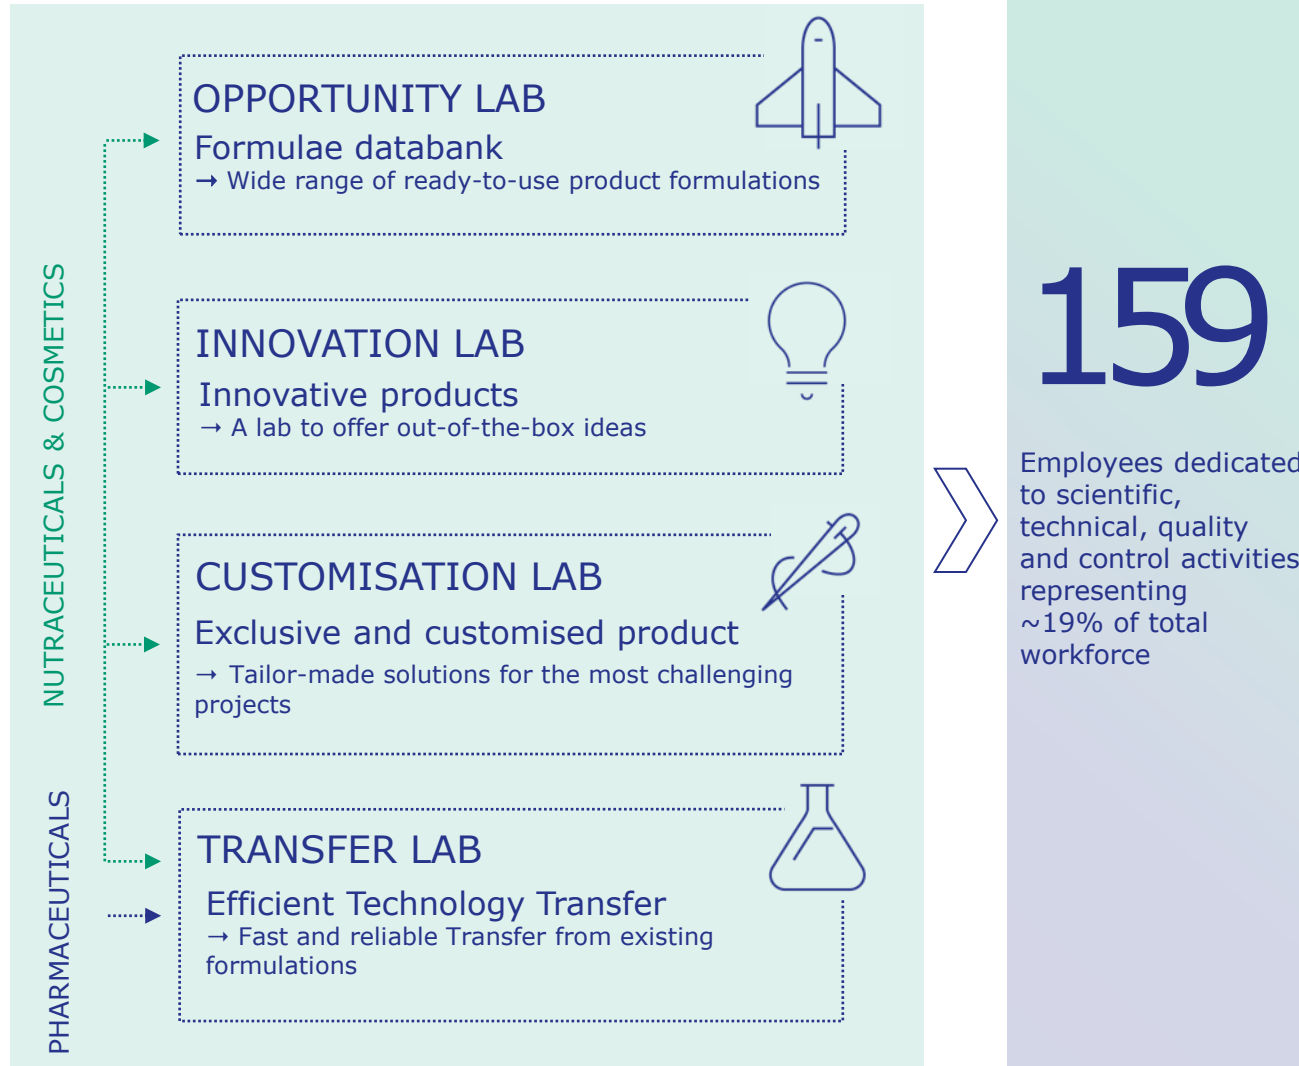 NUTRACEUTICALS & COSMETICS
PHARMACEUTICALS
OPPORTUNITY LAB
Formulae databank
→ Wide range of ready-to-use product formulations
INNOVATION LAB
Innovative products
→ A lab to offer out-of-the-box ideas
CUSTOMISATION LAB
Exclusive and customised product
→ Tailor-made solutions for the most challenging
projects
TRANSFER LAB
Efficient Technology Transfer
→ Fast and reliable Transfer from existing
formulations
159
Employees dedicated
to scientific,
technical, quality
and control activities
representing
~19% of total
workforce